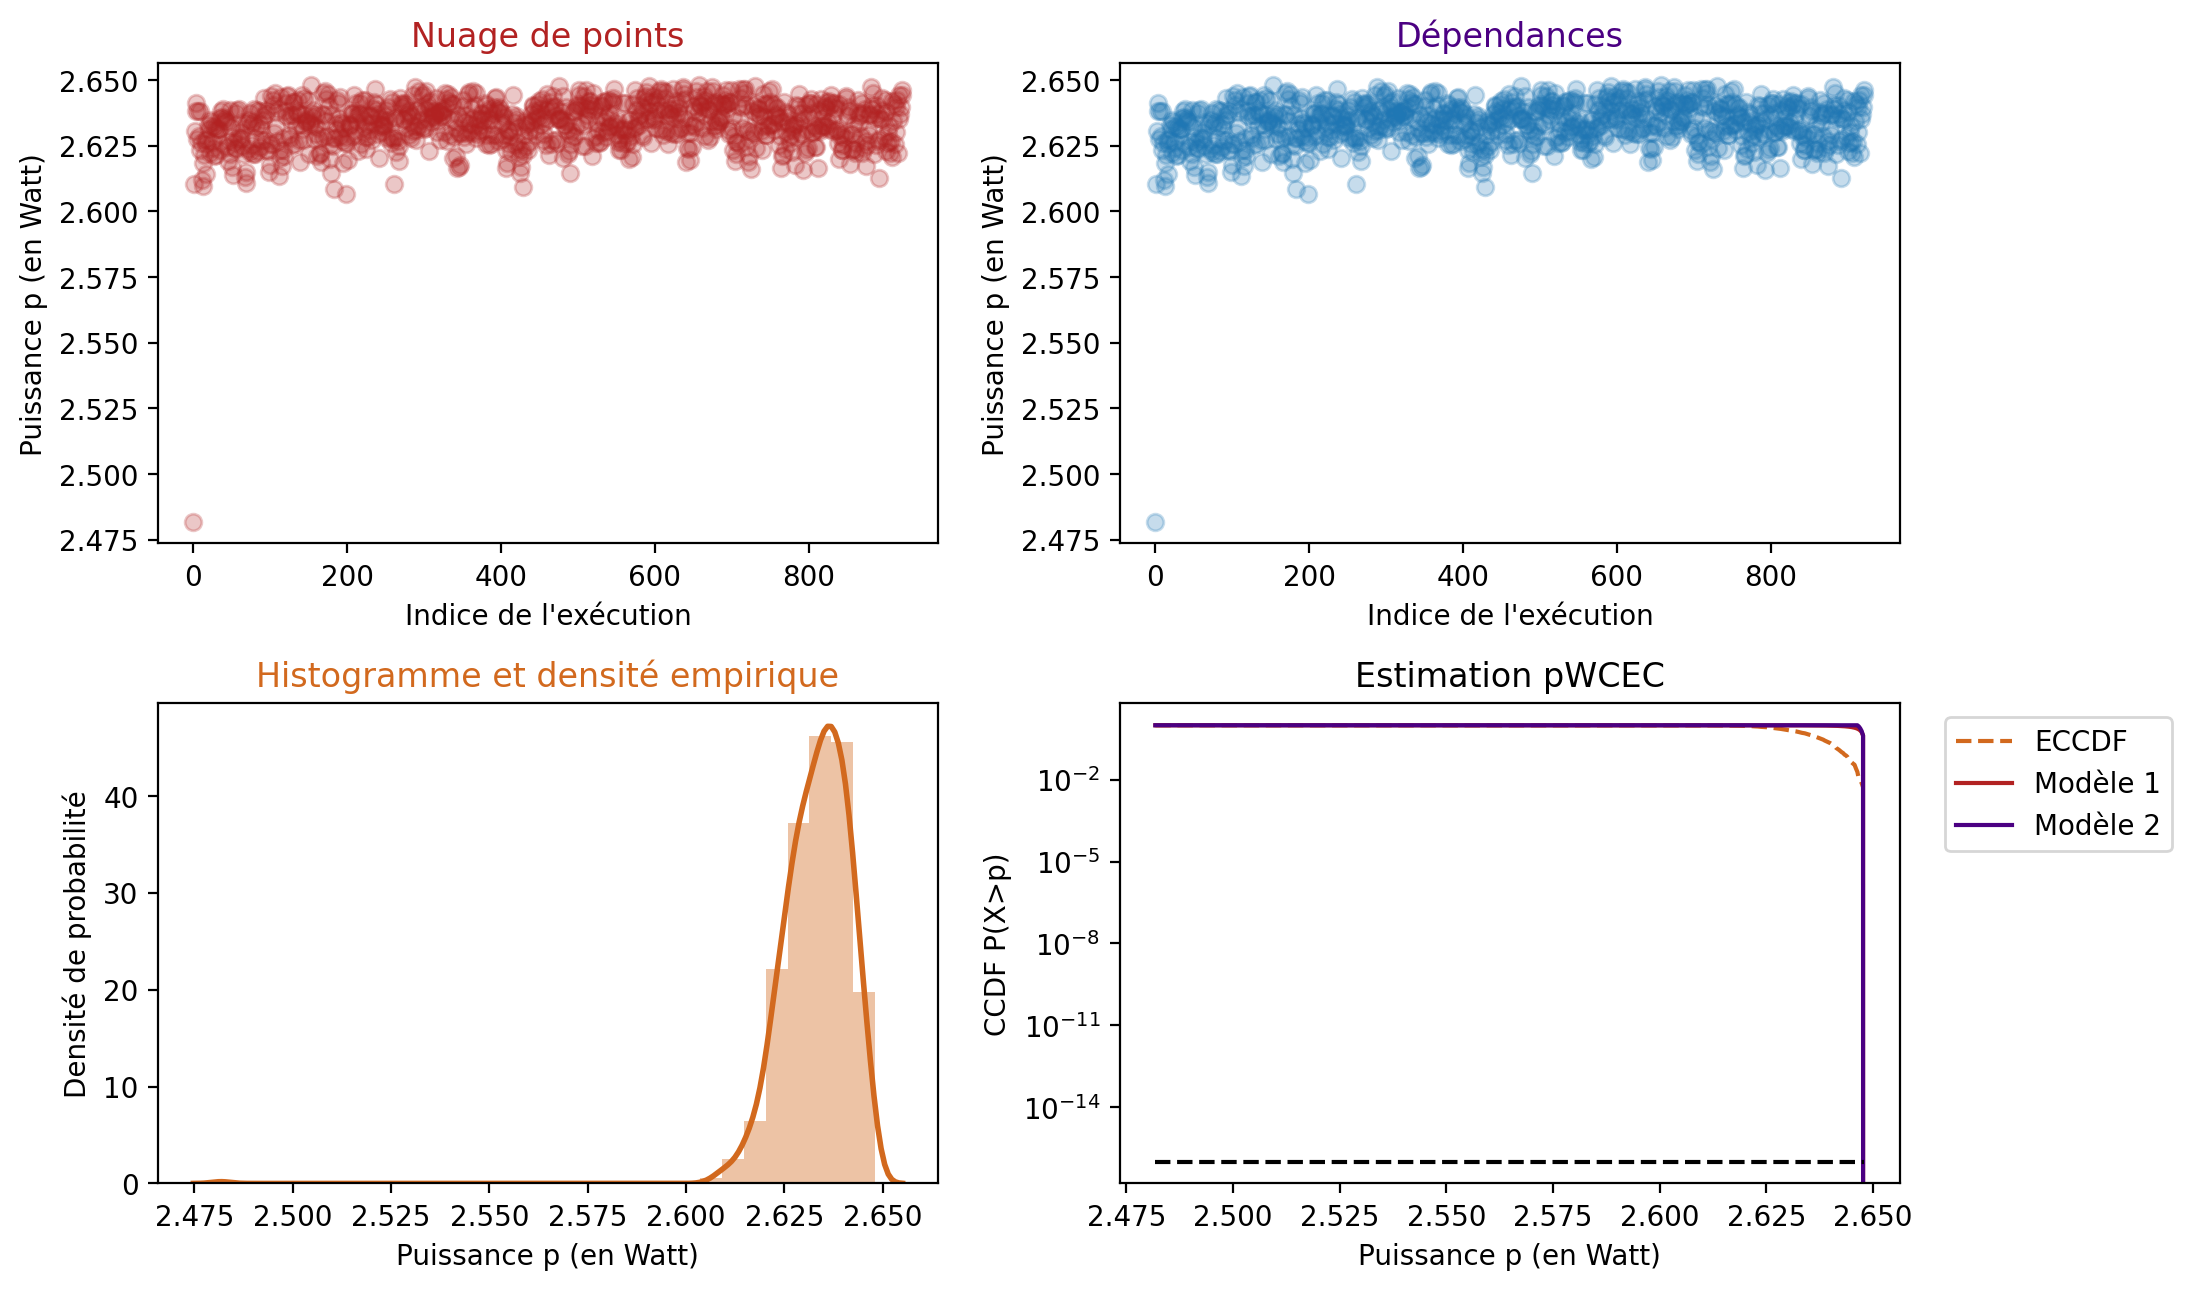 Nuage de points
Puissance p (en Watt)
2.650
2.625
2.600
2.575
2.550
2.525
2.500
2.475
0 200 400 600 800
Indice de l'exécution
Dépendances
Puissance p (en Watt)
2.650
2.625
2.600
2.575
2.550
2.525
2.500
2.475
0 200 400 600 800
Indice de l'exécution
Histogramme et densité empirique
Densité de probabilité
40
30
20
10
0
2.475 2.500 2.525 2.550 2.575 2.600 2.625 2.650
Puissance p (en Watt)
Estimation pWCEC
CCDF P(X>p)
10⁻²
10⁻⁵
10⁻⁸
10⁻¹¹
10⁻¹⁴
2.475 2.500 2.525 2.550 2.575 2.600 2.625 2.650
Puissance p (en Watt)
ECCDF
Modèle 1
Modèle 2